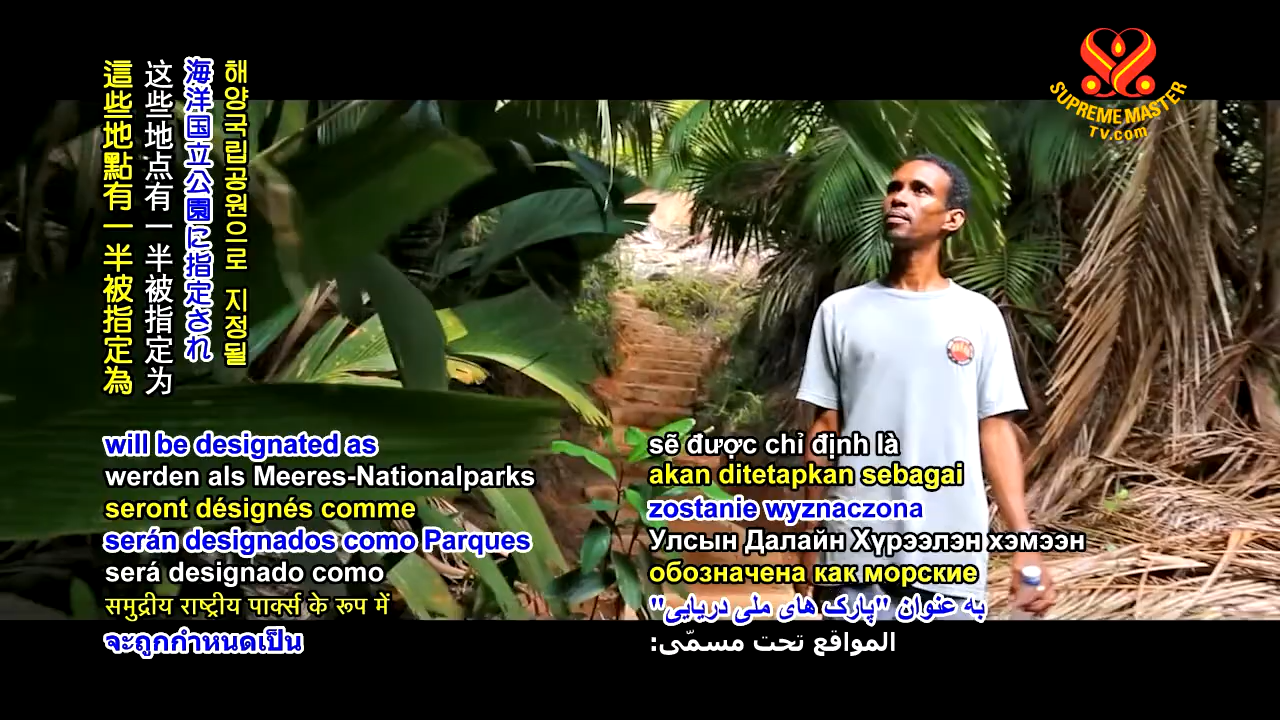 這些地點有一半被指定為
这些地点有一半被指定为
海洋国立公園に指定され
해양국립공원으로 지정될
SUPREME MASTER
TV.com
will be designated as
werden als Meeres-Nationalparks
seront désignés comme
serán designados como Parques
será designado como
समुद्रीय राष्ट्रीय पार्क्स के रूप में
จะถูกกำหนดเป็น
sẽ được chỉ định là
akan ditetapkan sebagai
zostanie wyznaczona
Улсын Далайн Хүрээлэн хэмээн
обозначена как морские
به عنوان "پارک های ملی دریایی"
المواقع تحت مسمّى: